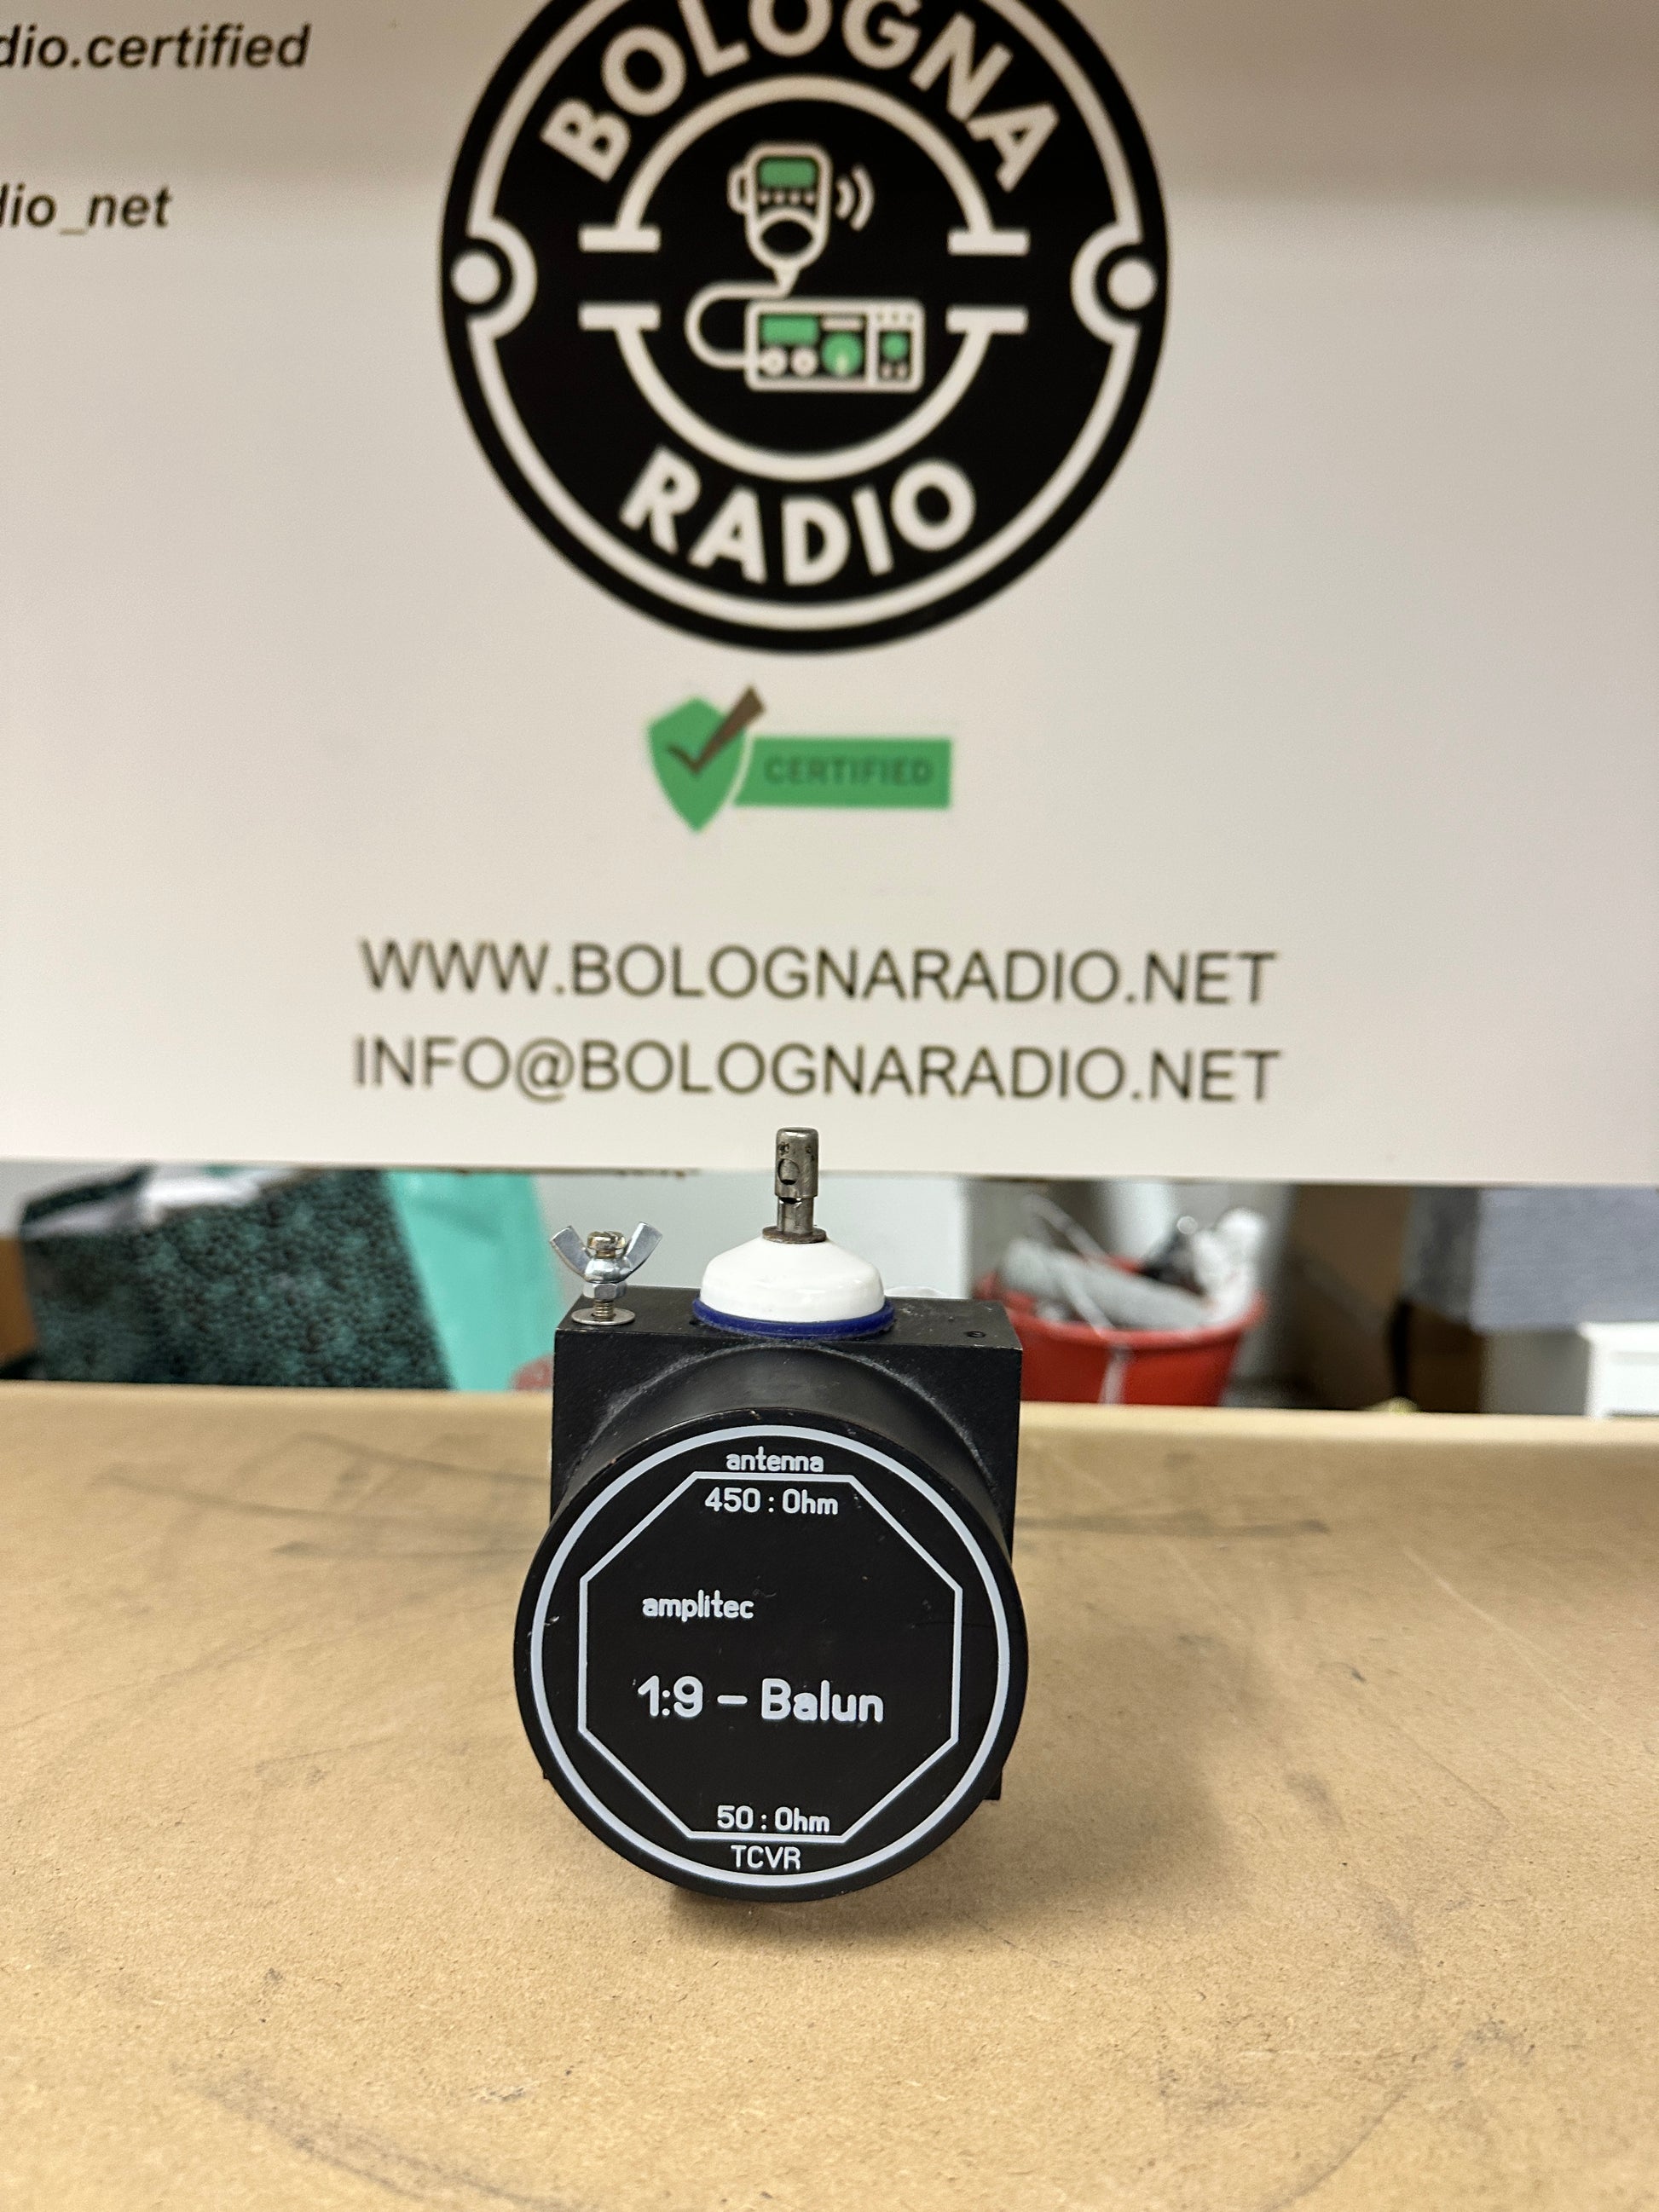 dio.certified
dio_net
BOLOGNA
RADIO
CERTIFIED
WWW.BOLOGNARADIO.NET
INFO@BOLOGNARADIO.NET
antenna
450 : Ohm
amplitec
1:9 – Balun
50 : Ohm
TCVR